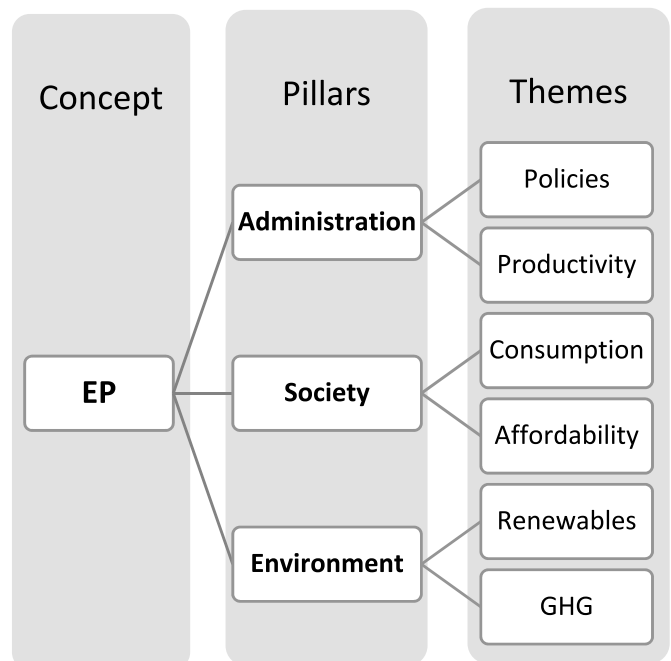 Concept
Pillars
Themes
Policies
Administration
Productivity
Consumption
EP
Society
Affordability
Renewables
Environment
GHG